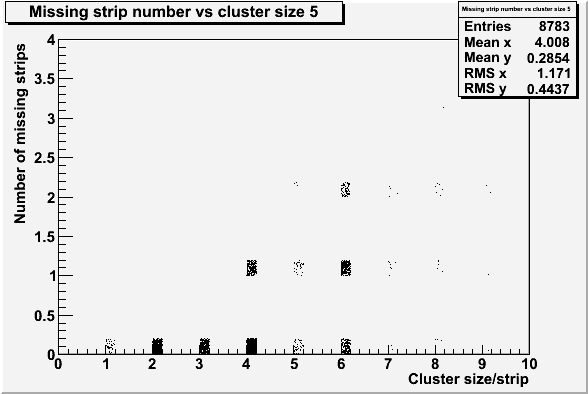 Missing strip number vs cluster size 5
Missing strip number vs cluster size 5
Entries 8783
Mean x 4.008
Mean y 0.2854
RMS x 1.171
RMS y 0.4437
Number of missing strips
4
3.5
3
2.5
2
1.5
1
0.5
0
0 1 2 3 4 5 6 7 8 9 10
Cluster size/strip